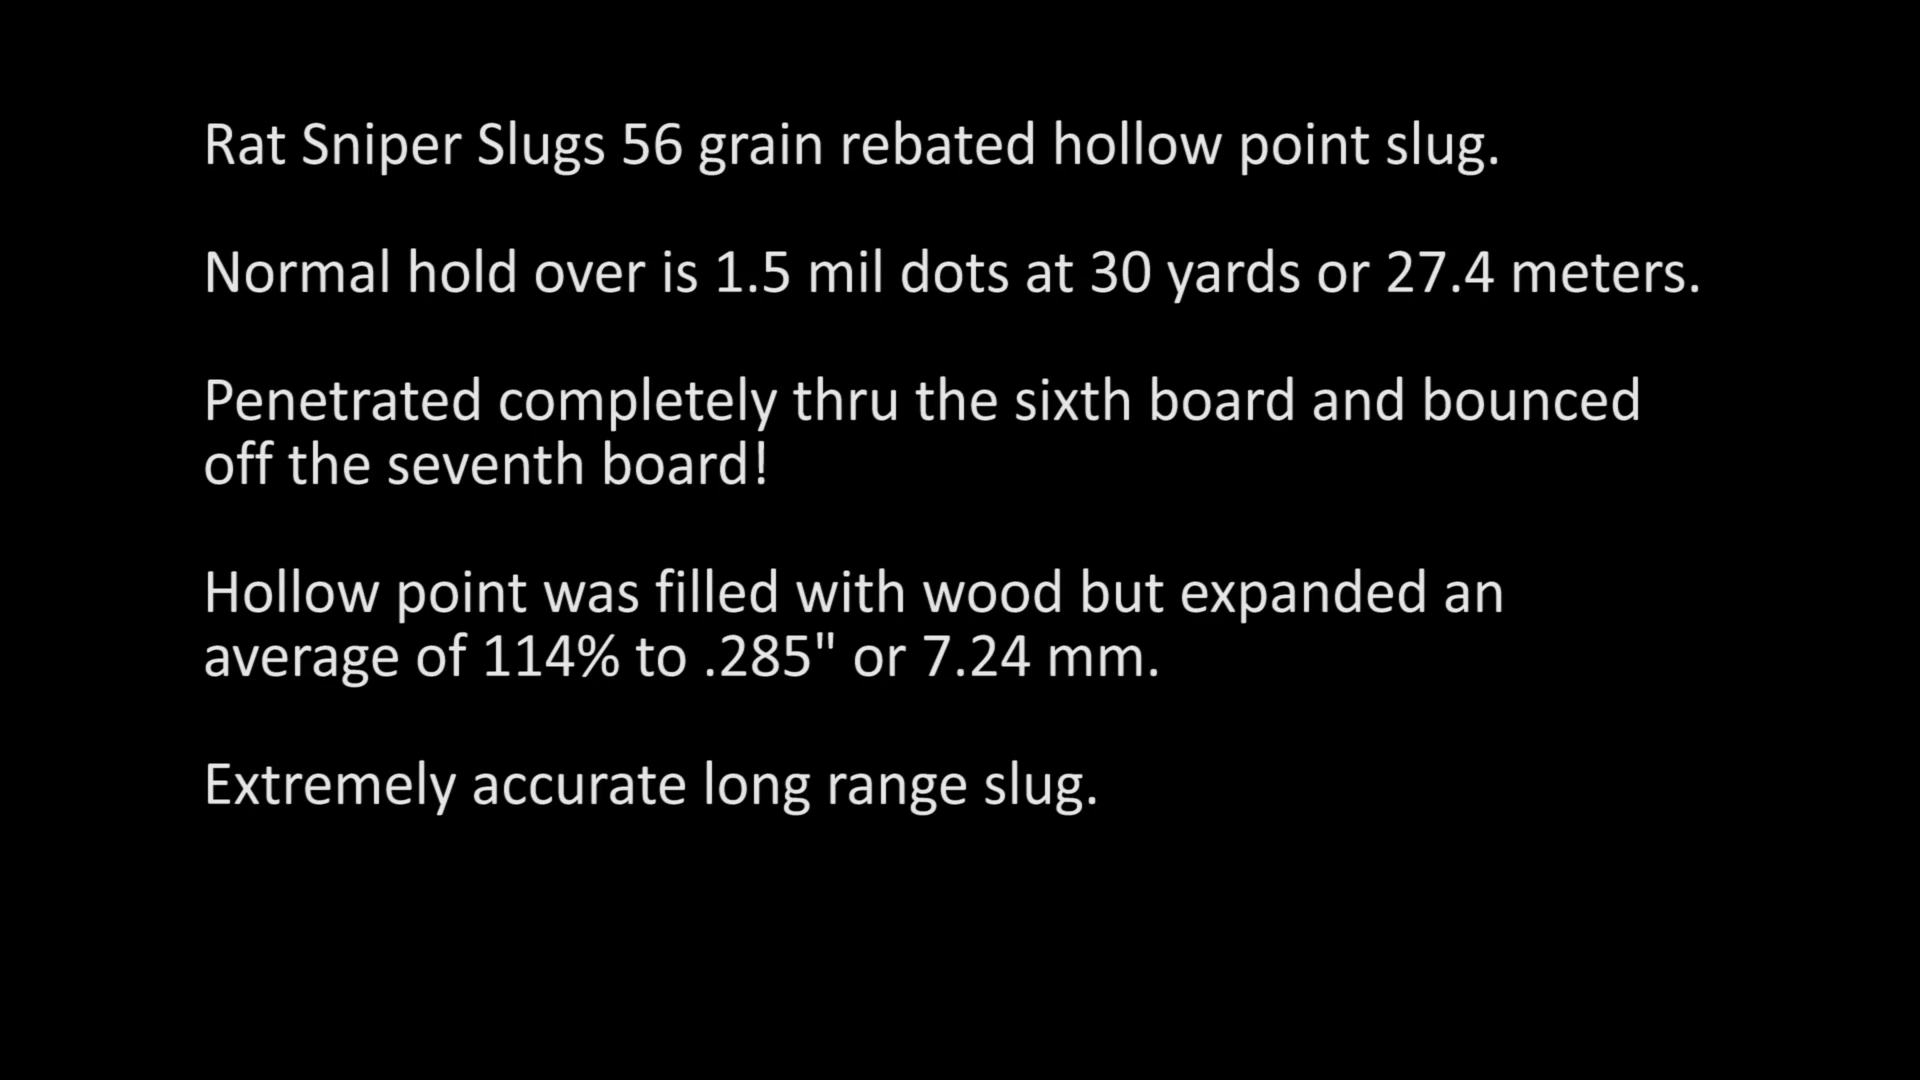 Rat Sniper Slugs 56 grain rebated hollow point slug.
Normal hold over is 1.5 mil dots at 30 yards or 27.4 meters.
Penetrated completely thru the sixth board and bounced
off the seventh board!
Hollow point was filled with wood but expanded an
average of 114% to .285" or 7.24 mm.
Extremely accurate long range slug.